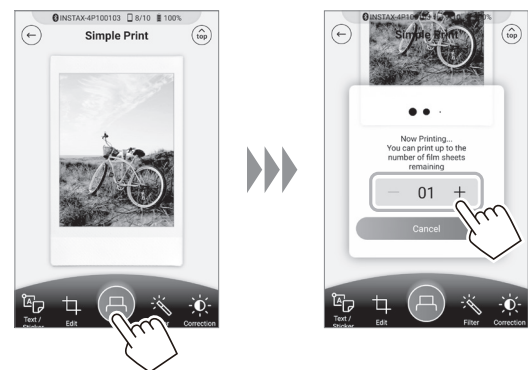 INSTAX-4P100103 8/10 100%
Simple Print
top
Text /
Sticker
Edit
Correction
INSTAX-4P100103
Simple Print
top
Now Printing...
You can print up to the
number of film sheets
remaining
01
Cancel
Text /
Sticker
Edit
Filter
Correction